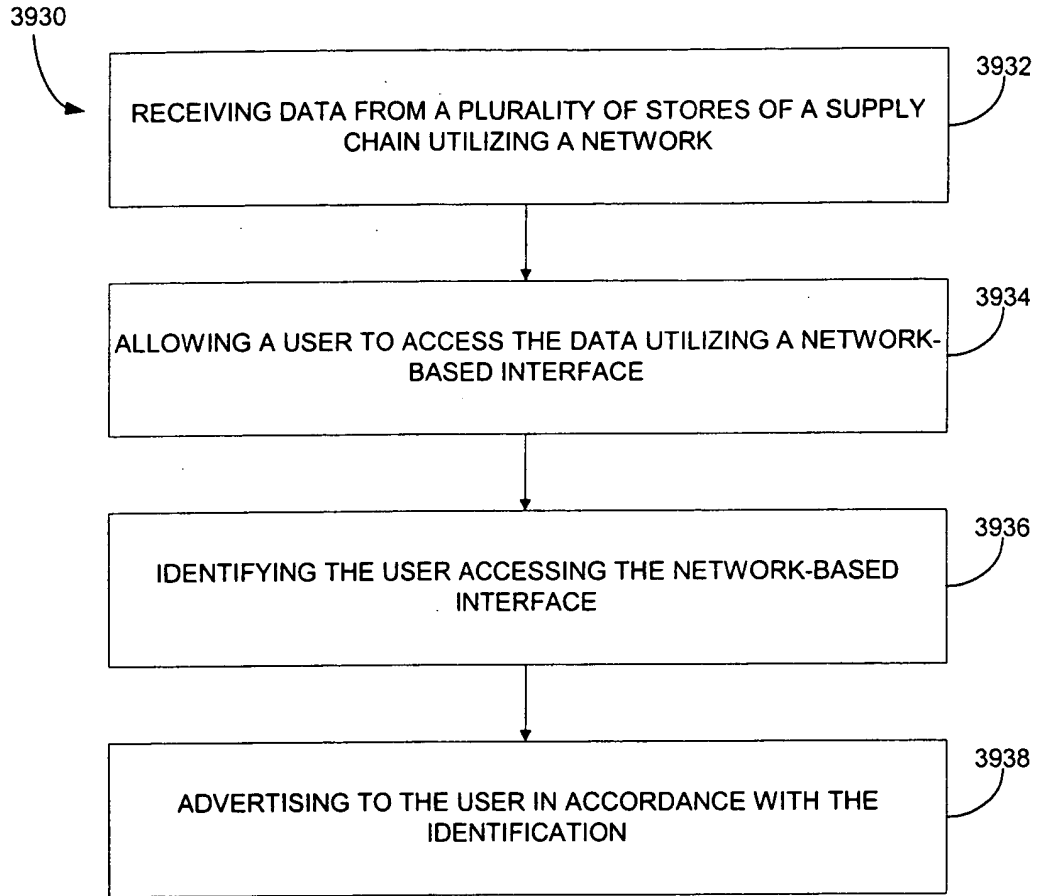 3930
3932
RECEIVING DATA FROM A PLURALITY OF STORES OF A SUPPLY
CHAIN UTILIZING A NETWORK
3934
ALLOWING A USER TO ACCESS THE DATA UTILIZING A NETWORK-
BASED INTERFACE
3936
IDENTIFYING THE USER ACCESSING THE NETWORK-BASED
INTERFACE
3938
ADVERTISING TO THE USER IN ACCORDANCE WITH THE
IDENTIFICATION